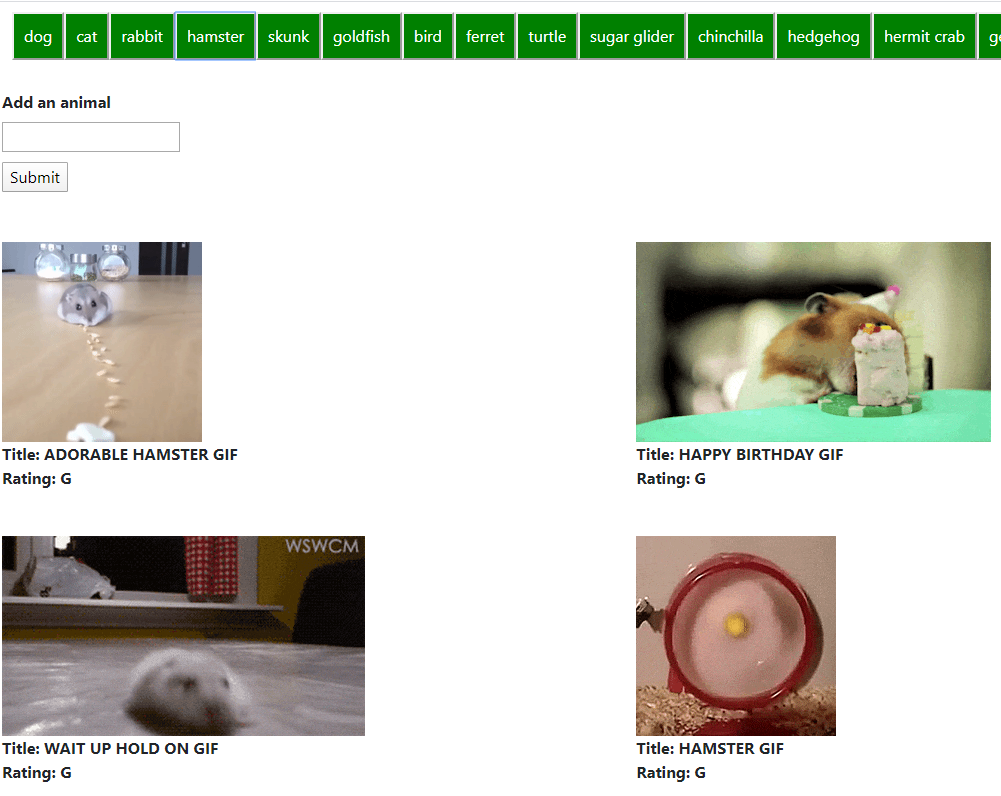 dog cat rabbit hamster skunk goldfish bird ferret turtle sugar glider chinchilla hedgehog hermit crab
Add an animal
Submit
Title: ADORABLE HAMSTER GIF
Rating: G
Title: HAPPY BIRTHDAY GIF
Rating: G
WSWCM
Title: WAIT UP HOLD ON GIF
Rating: G
Title: HAMSTER GIF
Rating: G